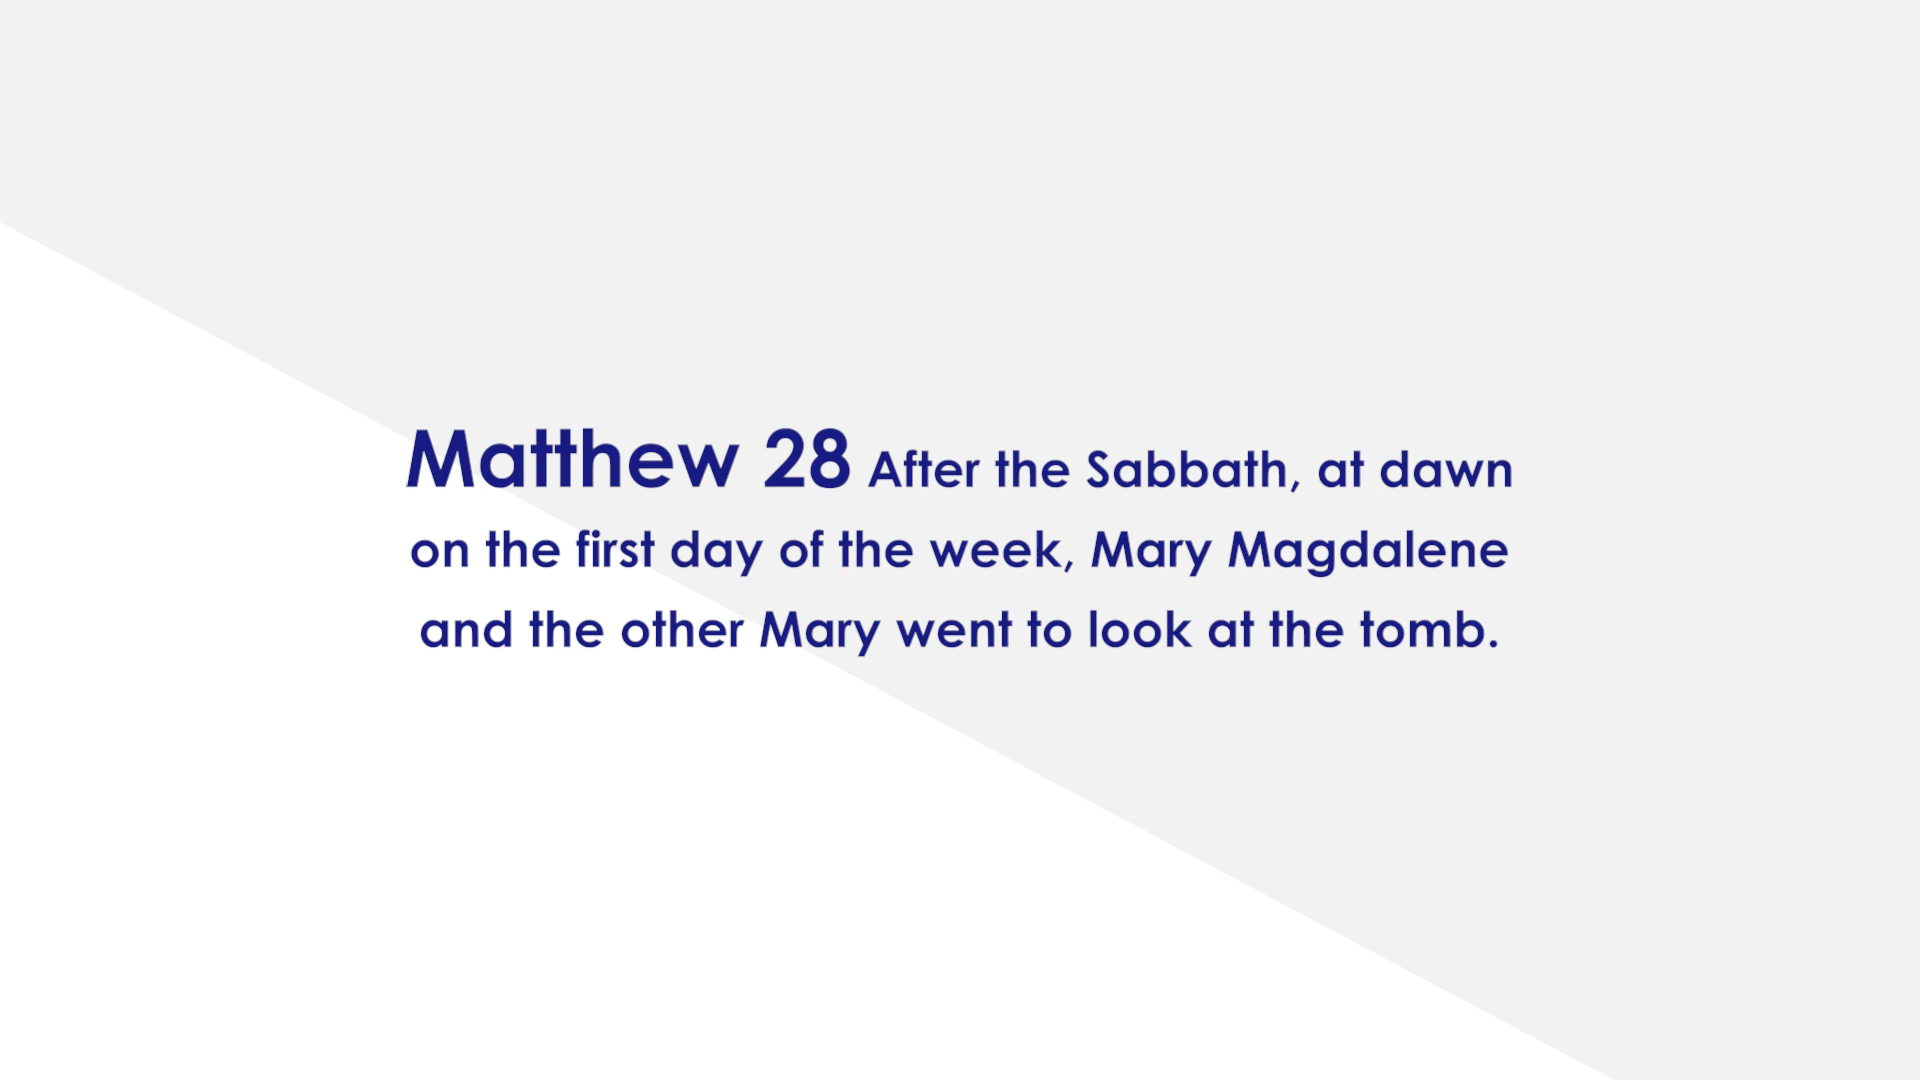 Matthew 28 After the Sabbath, at dawn
on the first day of the week, Mary Magdalene
and the other Mary went to look at the tomb.